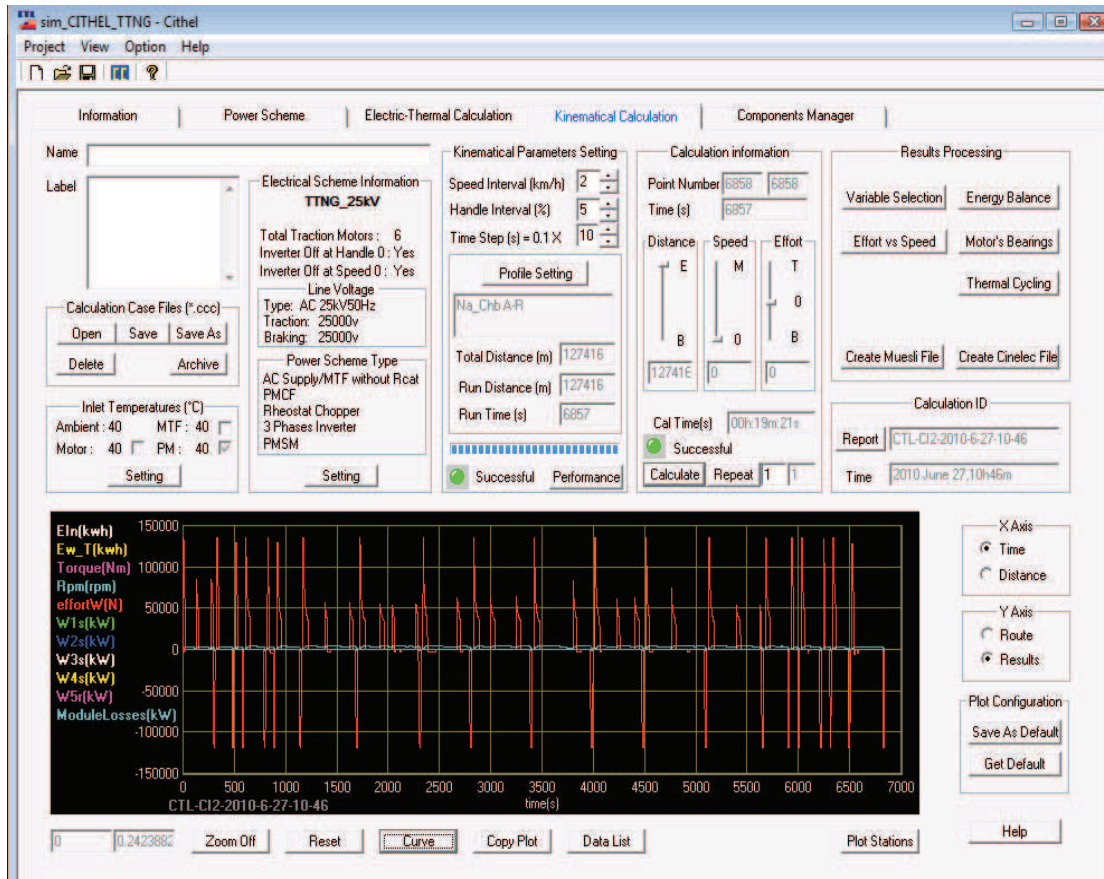 sim_CITHEL_TTNG - Cithel
Project View Option Help
Information Power Scheme Electric-Thermal Calculation Kinematical Calculation Components Manager
Name
Label
Electrical Scheme Information
TTNG_25kV
Total Traction Motors : 6
Inverter Off at Handle 0 : Yes
Inverter Off at Speed 0 : Yes
Line Voltage
Type: AC 25kV50Hz
Traction: 25000v
Braking: 25000v
Power Scheme Type
AC Supply/MTF without Rcat
PMCF
Rheostat Chopper
3 Phases Inverter
PMSM
Setting
Calculation Case Files (*.ccc)
Open Save Save As
Delete Archive
Inlet Temperatures (°C)
Ambient : 40 MTF : 40
Motor : 40 PM : 40
Setting
Kinematical Parameters Setting
Speed Interval (km/h) 2
Handle Interval (%) 5
Time Step (s) = 0.1 X 10
Profile Setting
Na_Chb A-R
Total Distance (m) 127416
Run Distance (m) 127416
Run Time (s) 6857
Successful Performance
Calculation information
Point Number 6858 6858
Time (s) 6857
Distance Speed Effort
E M T
0
B 0 B
127416 0 0
Cal Time(s) 00h:19m:21s
Successful
Calculate Repeat 1 1
Results Processing
Variable Selection Energy Balance
Effort vs Speed Motor's Bearings
Thermal Cycling
Create Muesli File Create Cinelec File
Calculation ID
Report CTL-CI2-2010-6-27-10-46
Time 2010 June 27,10h46m
EIn(kwh)
Ew_T(kwh)
Torque(Nm)
Rpm(rpm)
effortW(N)
W1s(kW)
W2s(kW)
W3s(kW)
W4s(kW)
W5r(kW)
ModuleLosses(kW)
150000
100000
50000
0
-50000
-100000
-150000
0 500 1000 1500 2000 2500 3000 3500 4000 4500 5000 5500 6000 6500 7000
CTL-CI2-2010-6-27-10-46 time(s)
X Axis
Time
Distance
Y Axis
Route
Results
Plot Configuration
Save As Default
Get Default
Help
0 0.2423882 Zoom Off Reset Curve Copy Plot Data List Plot Stations